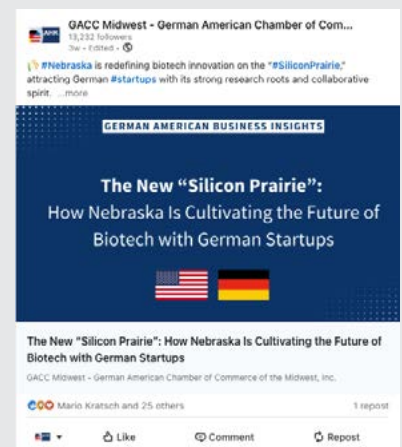 GACC Midwest - German American Chamber of Com...
13,232 followers
3w • Edited •
#Nebraska is redefining biotech innovation on the "#SiliconPrairie,"
attracting German #startups with its strong research roots and collaborative
spirit. ...more
GERMAN AMERICAN BUSINESS INSIGHTS
The New “Silicon Prairie”:
How Nebraska Is Cultivating the Future of
Biotech with German Startups
The New "Silicon Prairie": How Nebraska Is Cultivating the Future of
Biotech with German Startups
GACC Midwest - German American Chamber of Commerce of the Midwest, Inc.
Mario Kratsch and 25 others
1 repost
Like
Comment
Repost